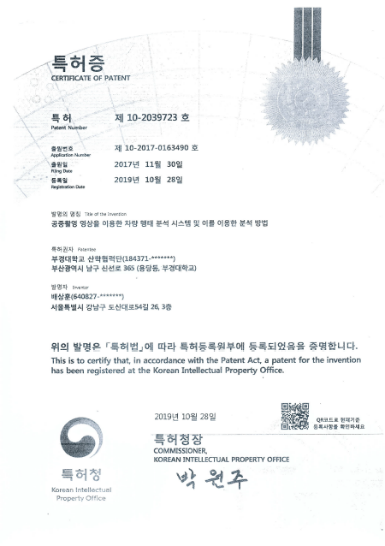 특허증
CERTIFICATE OF PATENT
특허 제 10-2039723 호
Patent Number
출원번호 제 10-2017-0163490 호
Application Number
출원일 2017년 11월 30일
Filing Date
등록일 2019년 10월 28일
Registration Date
발명의 명칭 Title of the Invention
공중촬영 영상을 이용한 차량 행태 분석 시스템 및 이를 이용한 분석 방법
특허권자 Patentee
부경대학교 산학협력단(184371-*******)
부산광역시 남구 신선로 365 (용당동, 부경대학교)
발명자 Inventor
배상훈(640827-*******)
서울특별시 강남구 도산대로54길 26, 3층
위의 발명은 「특허법」에 따라 특허등록원부에 등록되었음을 증명합니다.
This is to certify that, in accordance with the Patent Act, a patent for the invention
has been registered at the Korean Intellectual Property Office.
2019년 10월 28일
QR코드로 현재기준
등록사항을 확인하세요
특허청장
COMMISSIONER,
KOREAN INTELLECTUAL PROPERTY OFFICE
박원주
특허청
Korean Intellectual
Property Office